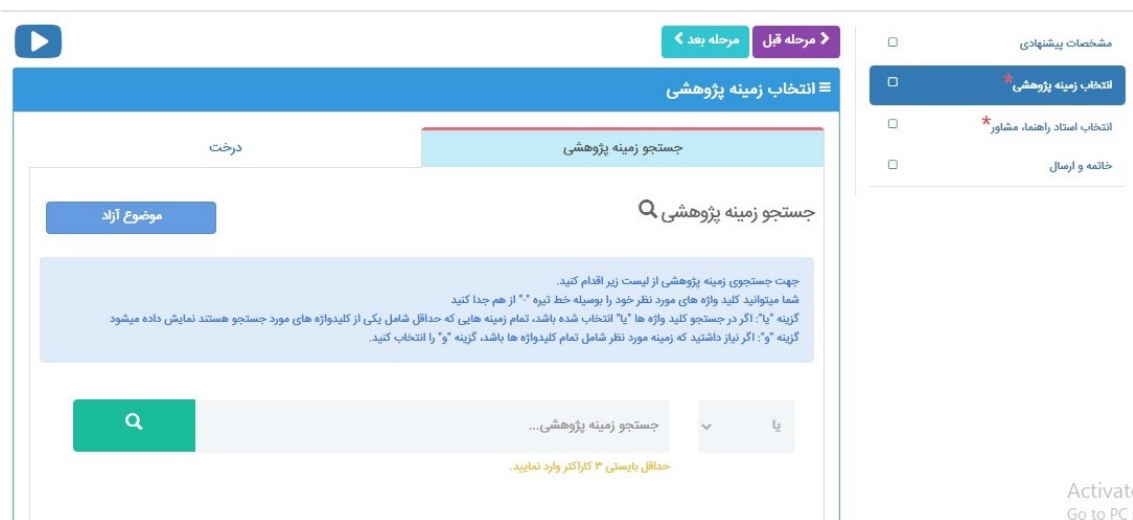 مشخصات پیشنهادی
انتخاب زمینه پژوهشی*
انتخاب استاد راهنما، مشاور*
خاتمه و ارسال
مرحله قبل
مرحله بعد
انتخاب زمینه پژوهشی
جستجو زمینه پژوهشی
درخت
جستجو زمینه پژوهشی
موضوع آزاد
جهت جستجوی زمینه پژوهشی از لیست زیر اقدام کنید.
شما میتوانید کلید واژه های مورد نظر خود را بوسیله خط تیره "-" از هم جدا کنید
گزینه "یا": اگر در جستجو کلید واژه ها "یا" انتخاب شده باشد، تمام زمینه هایی که حداقل شامل یکی از کلیدواژه های مورد جستجو هستند نمایش داده میشود
گزینه "و": اگر نیاز داشتید که زمینه مورد نظر شامل تمام کلیدواژه ها باشد، گزینه "و" را انتخاب کنید.
یا
جستجو زمینه پژوهشی...
حداقل بایستی ۳ کاراکتر وارد نمایید.
Activate
Go to PC